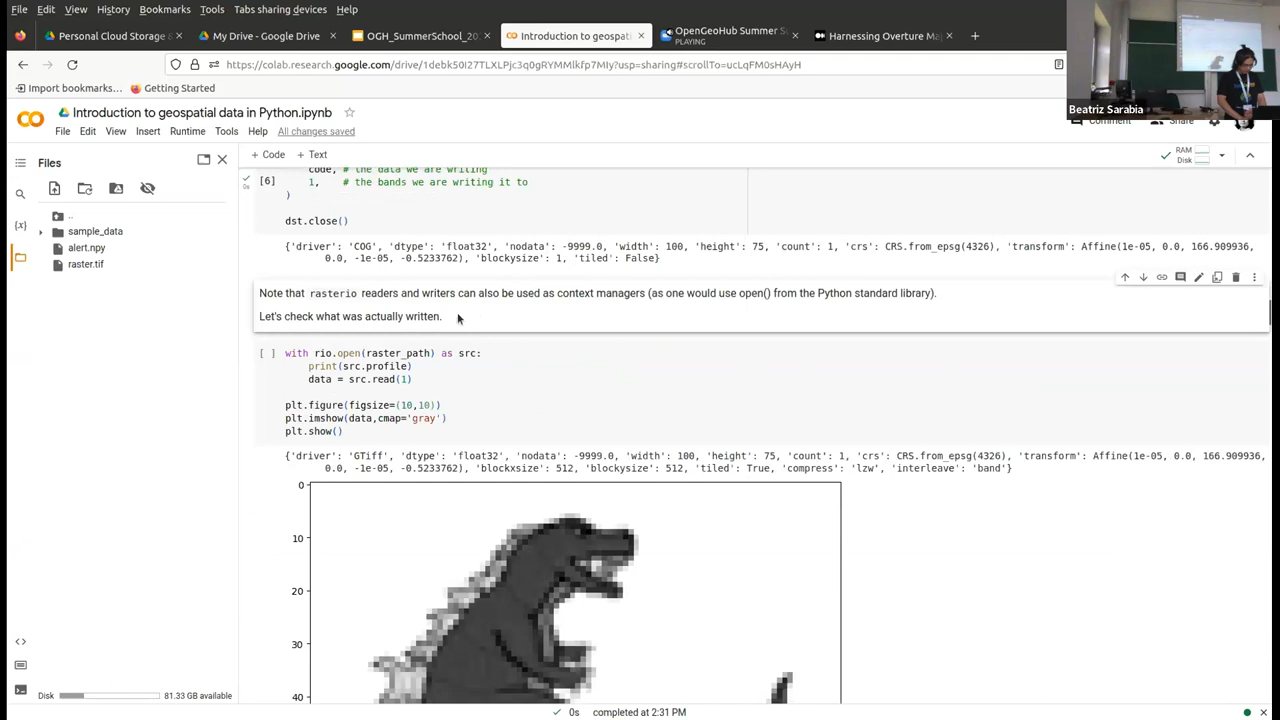 File Edit View History Bookmarks Tools Tab sharing devices Help
Personal Cloud Storage &
My Drive - Google Drive
OGH_SummerSchool_20
Introduction to geospati
OpenGeoHub Summer S
PLAYING
Harnessing Overture Ma
https://colab.research.google.com/drive/1debk50I27TLXLPjc3q0gRYMMlkfp7MIy?usp=sharing#scrollTo=ucLqFM0sHAyH
Import bookmarks...
Getting Started
Beatriz Sarabia
Introduction to geospatial data in Python.ipynb
File Edit View Insert Runtime Tools Help All changes saved
Comment
Share
Files
+ Code + Text
RAM
Disk
..
sample_data
alert.npy
raster.tif
code, # the data we are writing
[6] 1, # the bands we are writing it to
0s
)
dst.close()
{'driver': 'COG', 'dtype': 'float32', 'nodata': -9999.0, 'width': 100, 'height': 75, 'count': 1, 'crs': CRS.from_epsg(4326), 'transform': Affine(1e-05, 0.0, 166.909936,
0.0, -1e-05, -0.5233762), 'blocksize': 1, 'tiled': False}
Note that rasterio readers and writers can also be used as context managers (as one would use open() from the Python standard library).
Let's check what was actually written.
[ ] with rio.open(raster_path) as src:
print(src.profile)
data = src.read(1)
plt.figure(figsize=(10,10))
plt.imshow(data,cmap='gray')
plt.show()
{'driver': 'GTiff', 'dtype': 'float32', 'nodata': -9999.0, 'width': 100, 'height': 75, 'count': 1, 'crs': CRS.from_epsg(4326), 'transform': Affine(1e-05, 0.0, 166.909936,
0.0, -1e-05, -0.5233762), 'blockxsize': 512, 'blockysize': 512, 'tiled': True, 'compress': 'lzw', 'interleave': 'band'}
0
10
20
30
40
Disk 81.33 GB available
0s completed at 2:31 PM